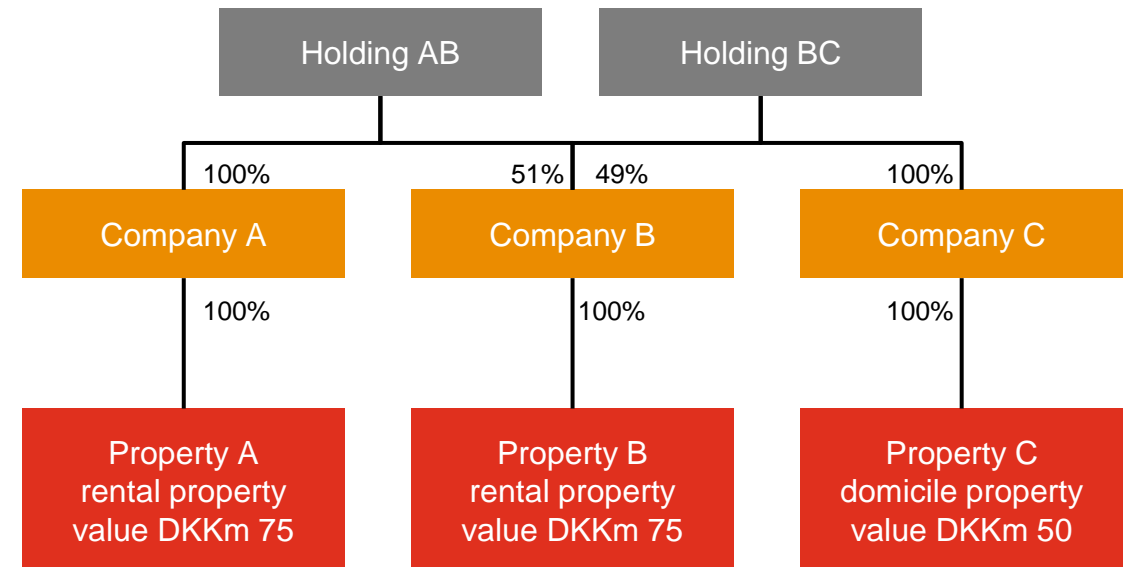 Holding AB
Holding BC
100%
51%
49%
100%
Company A
Company B
Company C
100%
100%
100%
Property A
rental property
value DKKm 75
Property B
rental property
value DKKm 75
Property C
domicile property
value DKKm 50